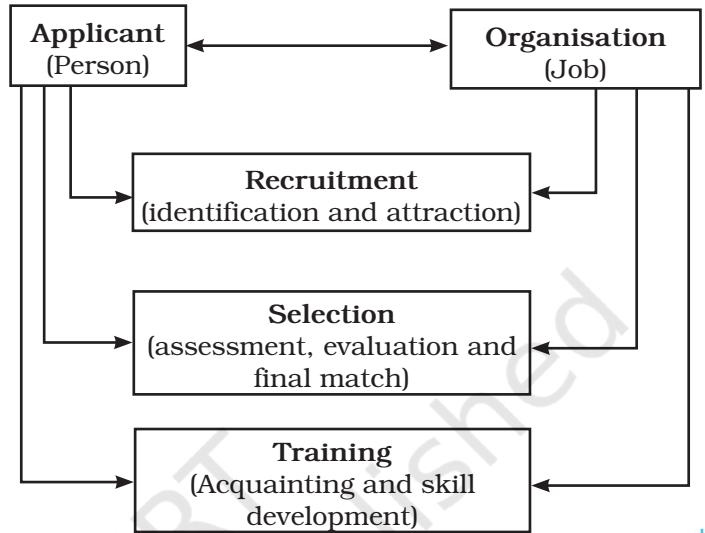 Applicant
(Person)
Organisation
(Job)
Recruitment
(identification and attraction)
Selection
(assessment, evaluation and
final match)
Training
(Acquainting and skill
development)